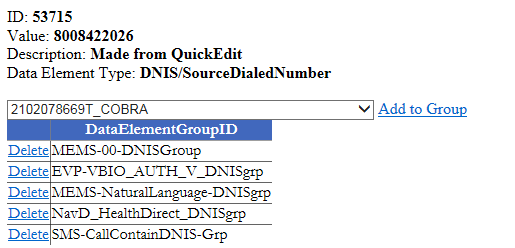 ID: 53715
Value: 8008422026
Description: Made from QuickEdit
Data Element Type: DNIS/SourceDialedNumber
2102078669T_COBRA Add to Group
DataElementGroupID
Delete MEMS-00-DNISGroup
Delete EVP-VBIO_AUTH_V_DNISgrp
Delete MEMS-NaturalLanguage-DNISgrp
Delete NavD_HealthDirect_DNISgrp
Delete SMS-CallContainDNIS-Grp